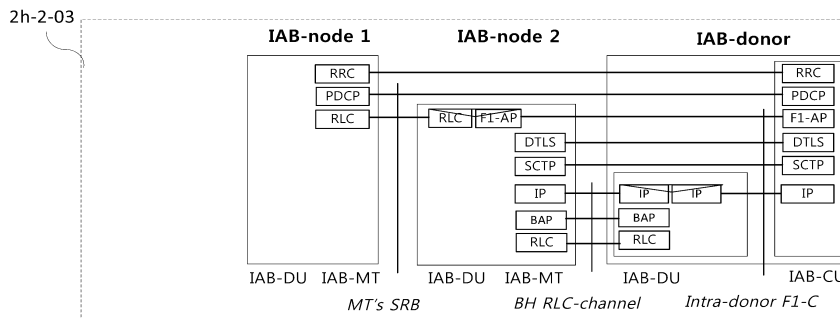 2h-2-03
IAB-node 1 IAB-node 2 IAB-donor
RRC RRC
PDCP PDCP
RLC RLC F1-AP F1-AP
DTLS DTLS
SCTP SCTP
IP IP IP IP
BAP BAP
RLC RLC
IAB-DU IAB-MT IAB-DU IAB-MT IAB-DU IAB-CU
MT's SRB BH RLC-channel Intra-donor F1-C